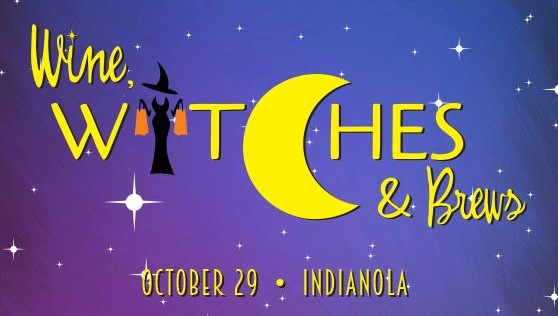 Wine,
WITCHES
& Brews
OCTOBER 29 • INDIANOLA